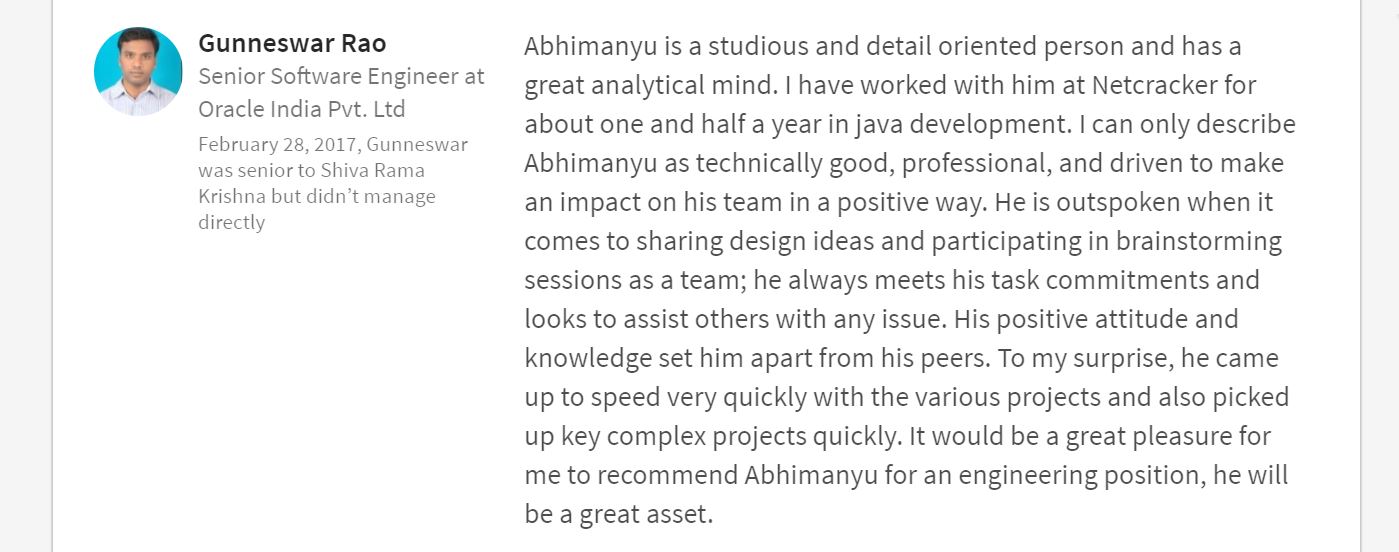 Gunneswar Rao
Senior Software Engineer at
Oracle India Pvt. Ltd
February 28, 2017, Gunneswar
was senior to Shiva Rama
Krishna but didn’t manage
directly
Abhimanyu is a studious and detail oriented person and has a
great analytical mind. I have worked with him at Netcracker for
about one and half a year in java development. I can only describe
Abhimanyu as technically good, professional, and driven to make
an impact on his team in a positive way. He is outspoken when it
comes to sharing design ideas and participating in brainstorming
sessions as a team; he always meets his task commitments and
looks to assist others with any issue. His positive attitude and
knowledge set him apart from his peers. To my surprise, he came
up to speed very quickly with the various projects and also picked
up key complex projects quickly. It would be a great pleasure for
me to recommend Abhimanyu for an engineering position, he will
be a great asset.